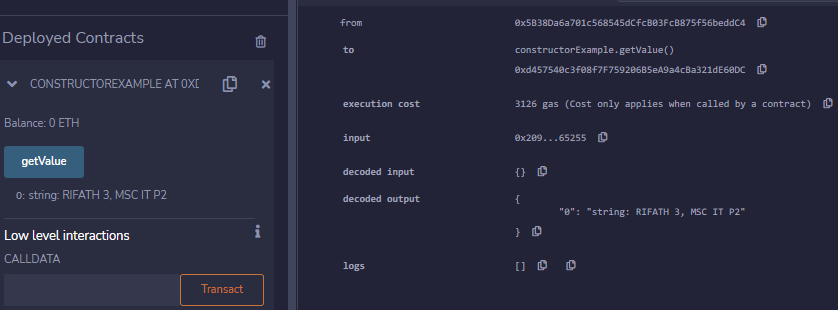 Deployed Contracts
CONSTRUCTOREXAMPLE AT 0XD
Balance: 0 ETH
getValue
0: string: RIFATH 3, MSC IT P2
Low level interactions
CALLDATA
Transact
from 0x5B38Da6a701c568545dCfcB03FcB875f56beddC4
to constructorExample.getValue()
0xd457540c3f08f7F759206B5eA9a4cBa321dE60DC
execution cost 3126 gas (Cost only applies when called by a contract)
input 0x209...65255
decoded input {}
decoded output {
"0": "string: RIFATH 3, MSC IT P2"
}
logs []